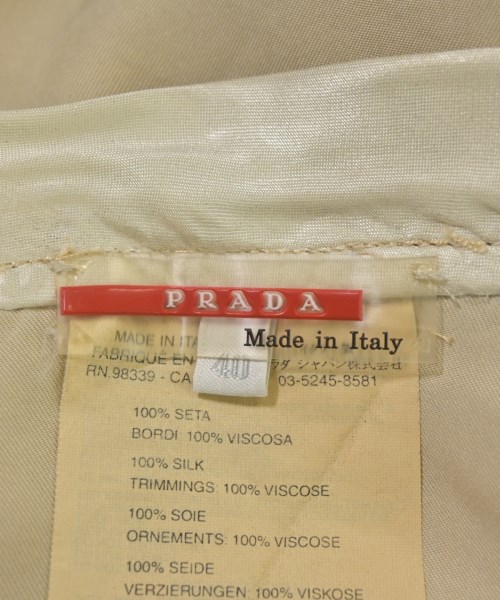 PRADA
Made in Italy
MADE IN ITA
FABRIQUE EN ラダ ジャパン株式会社
RN.98339 - CA 03-5245-8581
40
100% SETA
BORDI: 100% VISCOSA
100% SILK
TRIMMINGS: 100% VISCOSE
100% SOIE
ORNEMENTS: 100% VISCOSE
100% SEIDE
VERZIERUNGEN: 100% VISKOSE